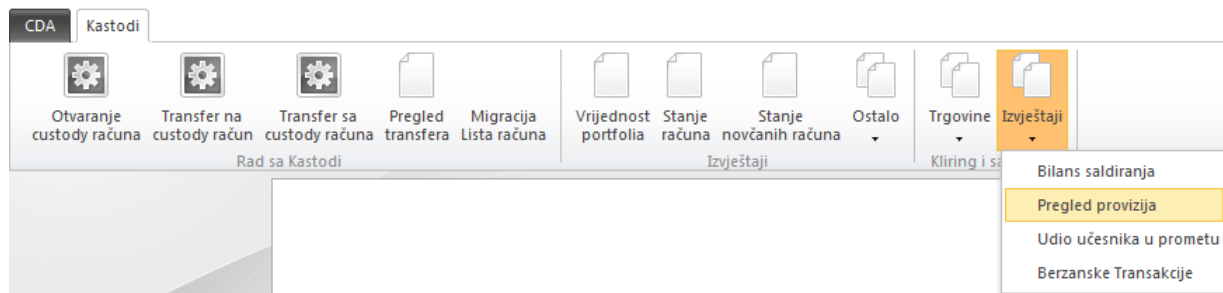 CDA Kastodi
Otvaranje
custody računa
Transfer na
custody račun
Transfer sa
custody računa
Pregled
transfera
Migracija
Lista računa
Rad sa Kastodi
Vrijednost
portfolia
Stanje
računa
Stanje
novčanih računa
Ostalo
Izvještaji
Trgovine
Izvještaji
Kliring i
Bilans saldiranja
Pregled provizija
Udio učesnika u prometu
Berzanske Transakcije